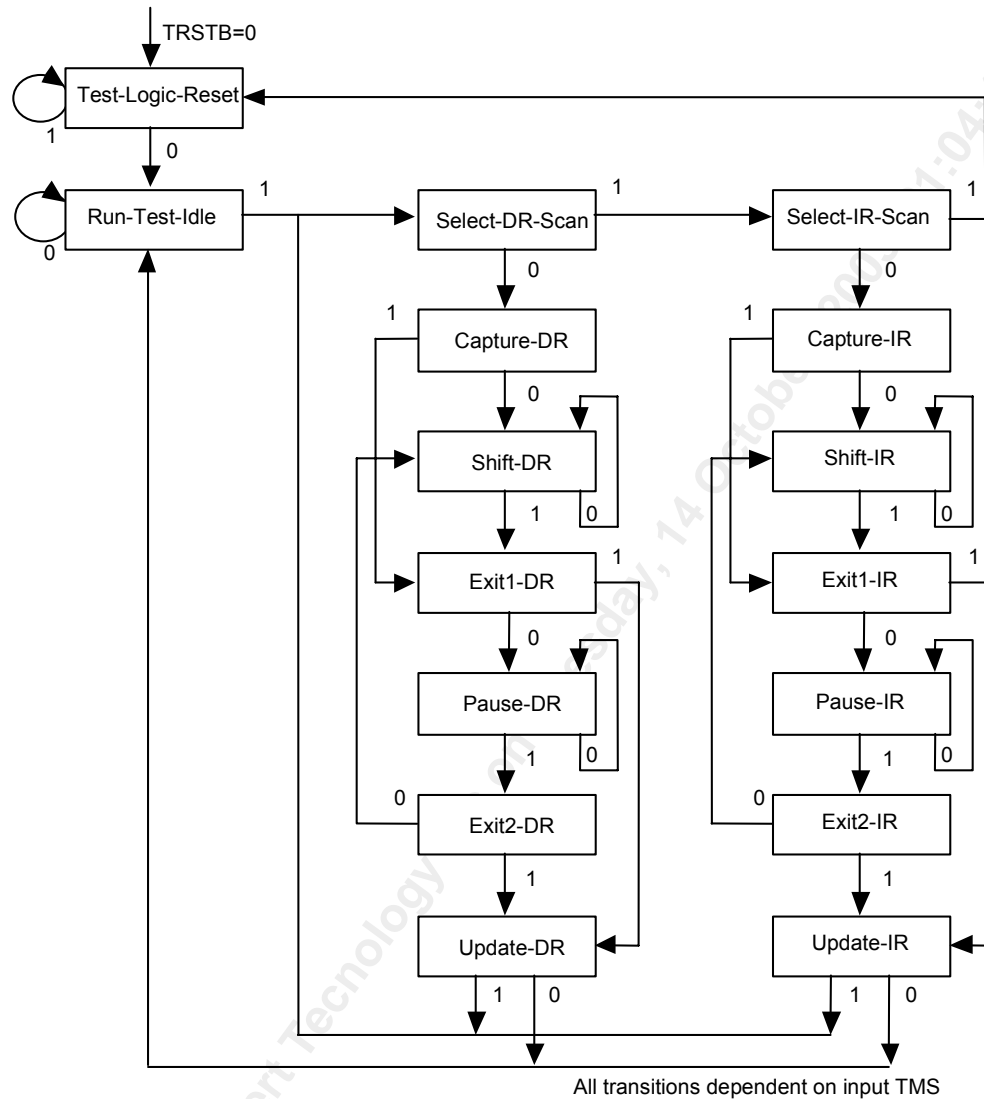 TRSTB=0
Test-Logic-Reset
1
0
Run-Test-Idle
1
0
Select-DR-Scan
1
Select-IR-Scan
1
0
0
1
Capture-DR
1
Capture-IR
0
0
Shift-DR
Shift-IR
1
0
1
0
Exit1-DR
1
Exit1-IR
1
0
0
Pause-DR
Pause-IR
0
0
1
1
0
Exit2-DR
0
Exit2-IR
1
1
Update-DR
Update-IR
1
0
1
0
All transitions dependent on input TMS